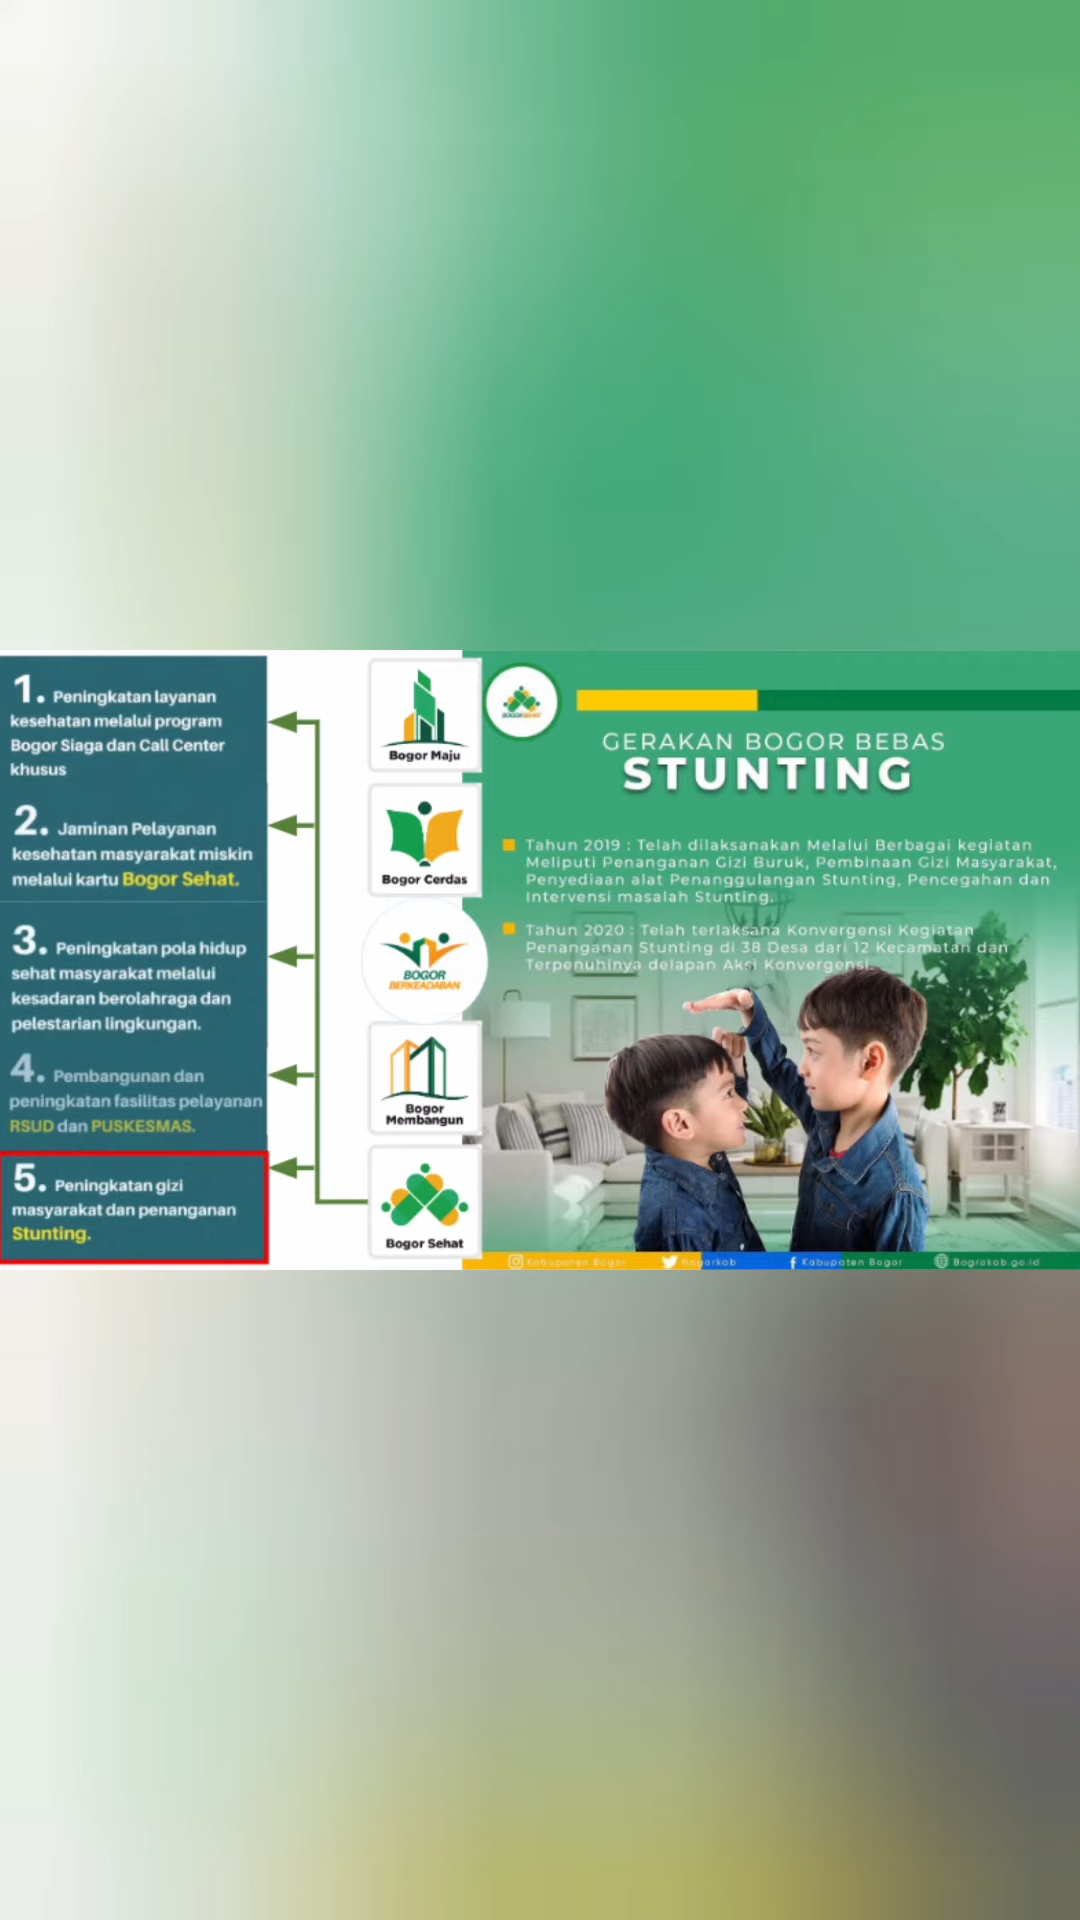 1. Peningkatan layanan
kesehatan melalui program
Bogor Siaga dan Call Center
khusus
2. Jaminan Pelayanan
kesehatan masyarakat miskin
melalui kartu Bogor Sehat.
3. Peningkatan pola hidup
sehat masyarakat melalui
kesadaran berolahraga dan
pelestarian lingkungan.
4. Pembangunan dan
peningkatan fasilitas pelayanan
RSUD dan PUSKESMAS.
5. Peningkatan gizi
masyarakat dan penanganan
Stunting.
Bogor Maju
Bogor Cerdas
BOGOR
BERKEADABAN
Bogor
Membangun
Bogor Sehat
BOGORSEHAT
GERAKAN BOGOR BEBAS
STUNTING
Tahun 2019 : Telah dilaksanakan Melalui Berbagai kegiatan
Meliputi Penanganan Gizi Buruk, Pembinaan Gizi Masyarakat,
Penyediaan alat Penanggulangan Stunting, Pencegahan dan
Intervensi masalah Stunting.
Tahun 2020 : Telah terlaksana Konvergensi Kegiatan
Penanganan Stunting di 38 Desa dari 12 Kecamatan dan
Terpenuhinya delapan Aksi Konvergensi
Kabupaten Bogor
Bogorkab
Kabupaten Bogor
Bogrokab.go.id